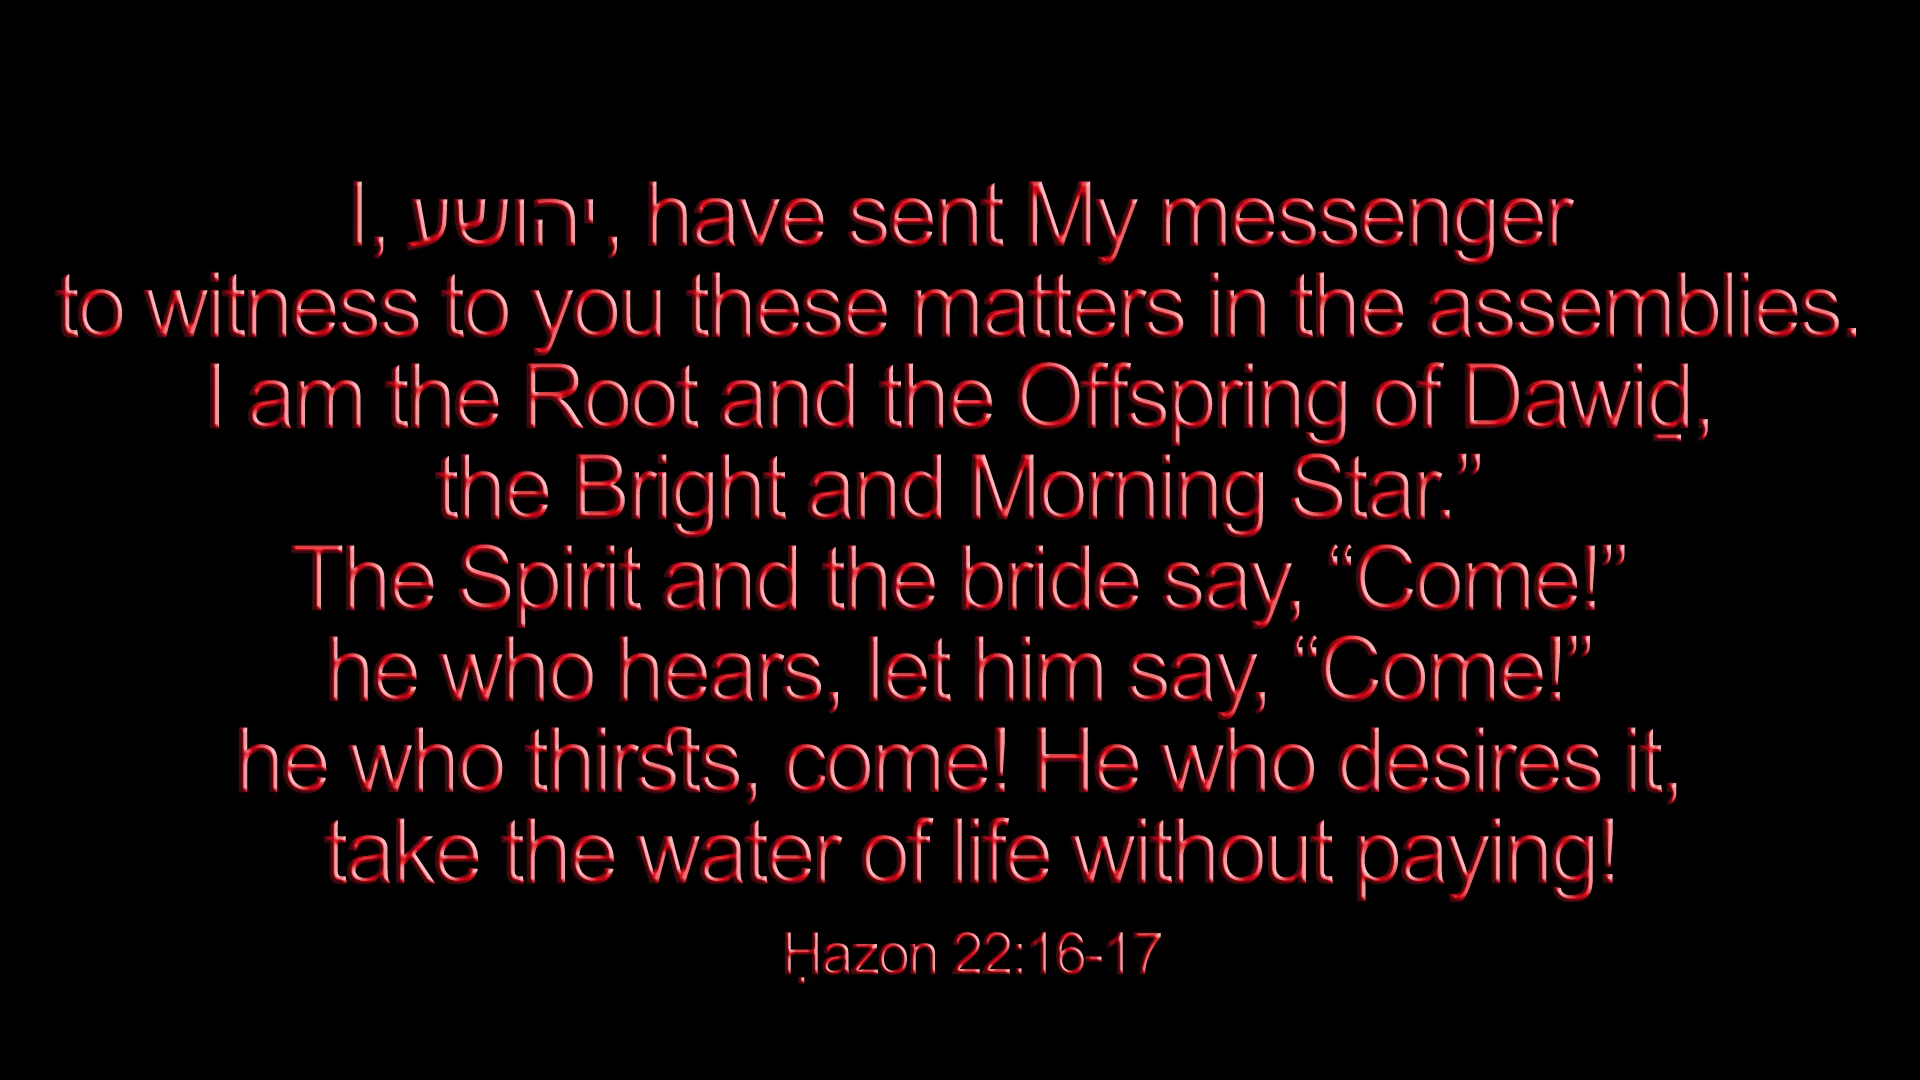 I, יהושע, have sent My messenger
to witness to you these matters in the assemblies.
I am the Root and the Offspring of Dawiḏ,
the Bright and Morning Star.”
The Spirit and the bride say, “Come!”
he who hears, let him say, “Come!”
he who thirsts, come! He who desires it,
take the water of life without paying!
Ḥazon 22:16-17